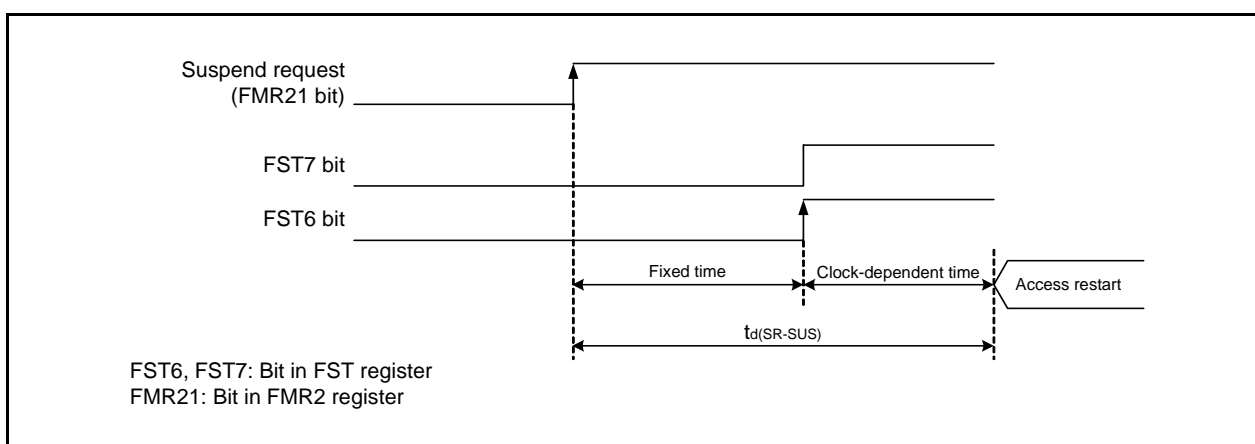 Suspend request
(FMR21 bit)
FST7 bit
FST6 bit
Fixed time
Clock-dependent time
Access restart
td(SR-SUS)
FST6, FST7: Bit in FST register
FMR21: Bit in FMR2 register